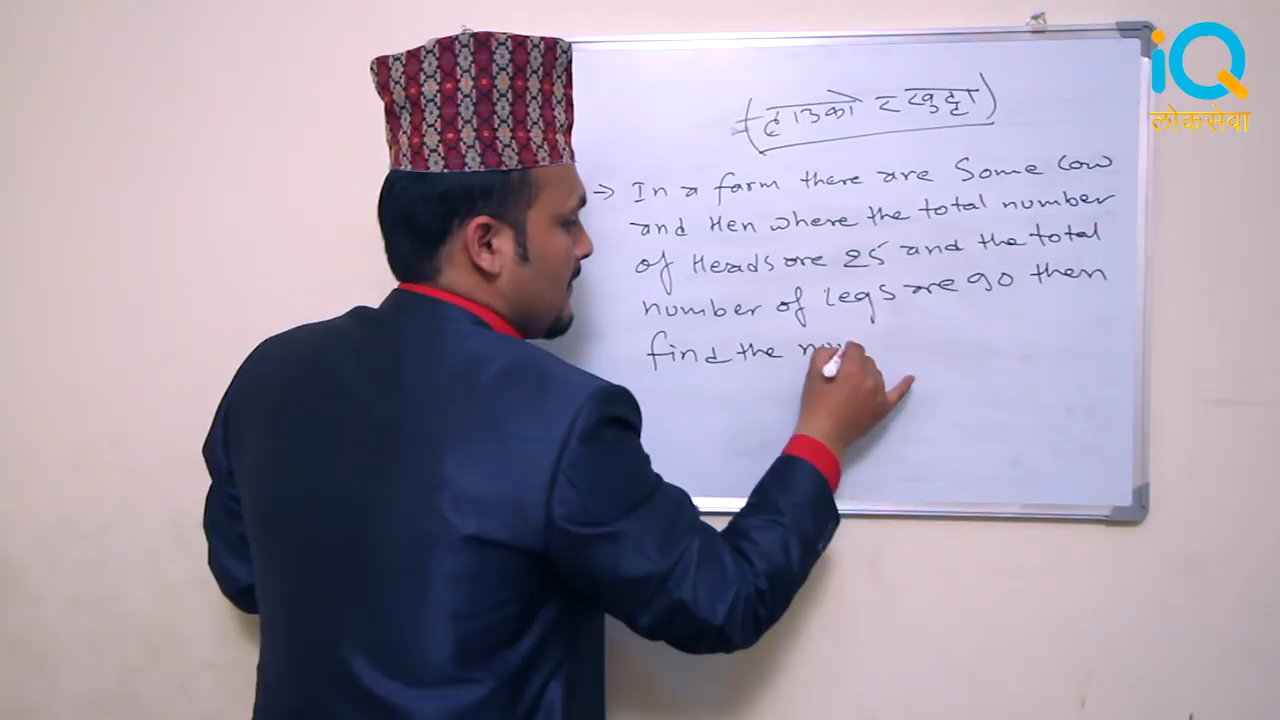 (टाउको र खुट्टा)
→ In a farm there are Some Cow
and Hen where the total number
of Heads are 25 and the total
number of legs are 90 then
find the
iQ
लोकसेवा